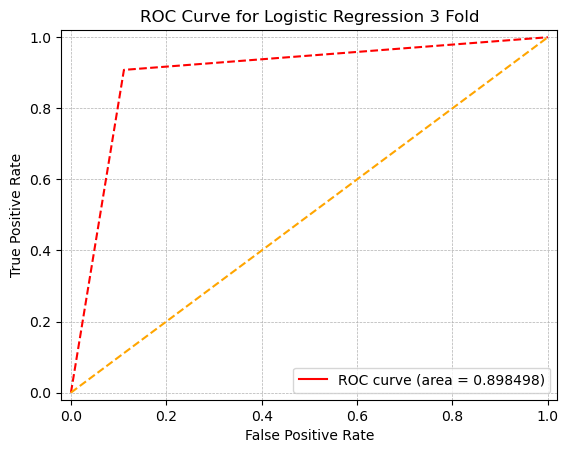 ROC Curve for Logistic Regression 3 Fold
1.0
0.8
0.6
0.4
0.2
0.0
True Positive Rate
ROC curve (area = 0.898498)
0.0 0.2 0.4 0.6 0.8 1.0
False Positive Rate